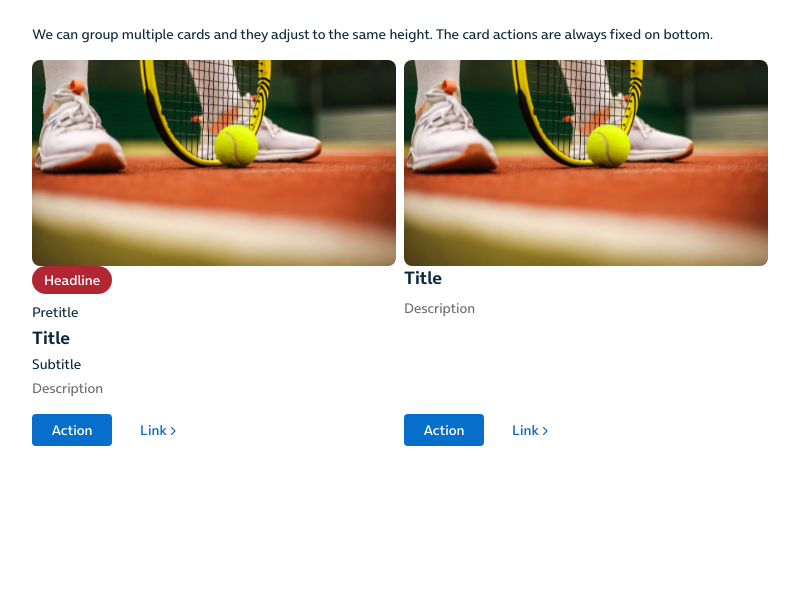 We can group multiple cards and they adjust to the same height. The card actions are always fixed on bottom.
Headline
Pretitle
Title
Subtitle
Description
Action
Link
Title
Description
Action
Link